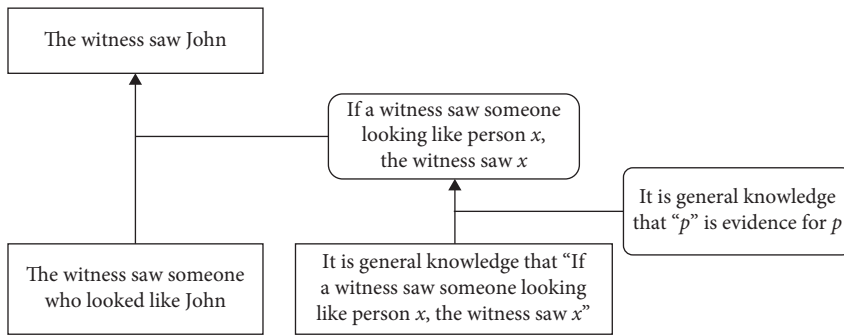 The witness saw John
If a witness saw someone
looking like person x,
the witness saw x
It is general knowledge
that “p” is evidence for p
The witness saw someone
who looked like John
It is general knowledge that “If
a witness saw someone looking
like person x, the witness saw x”